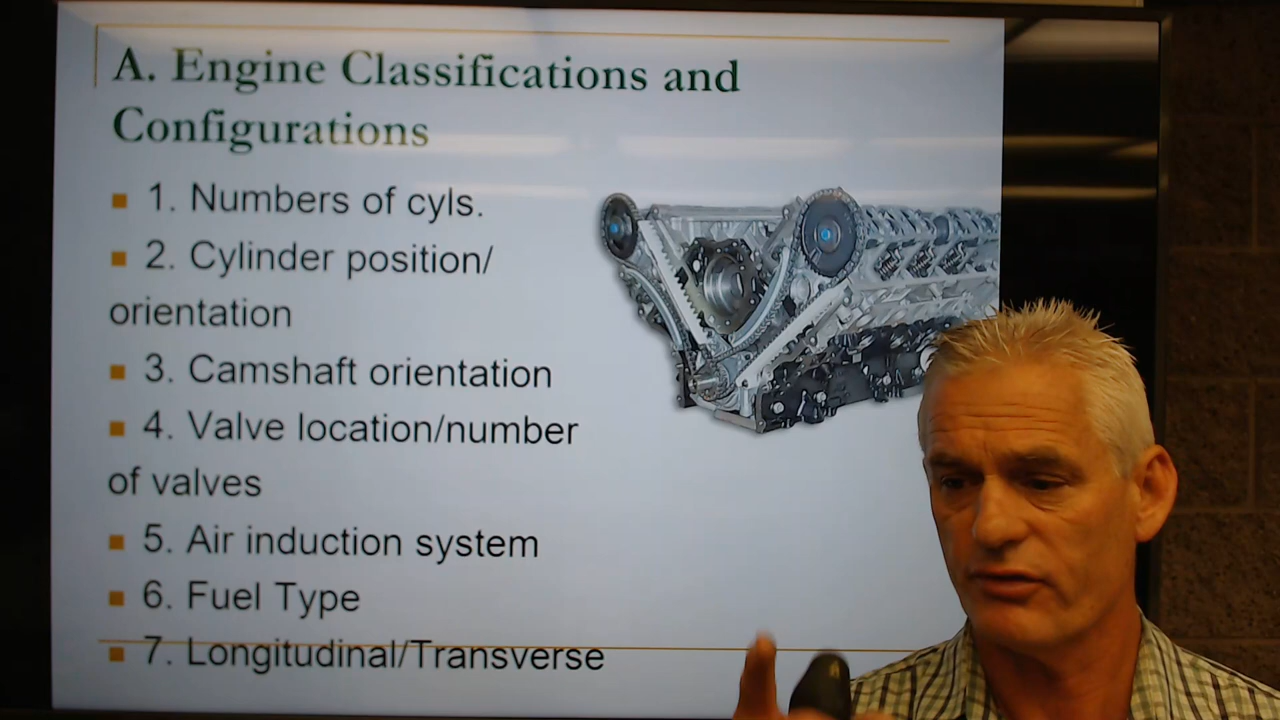 A. Engine Classifications and
Configurations
1. Numbers of cyls.
2. Cylinder position/
orientation
3. Camshaft orientation
4. Valve location/number
of valves
5. Air induction system
6. Fuel Type
7. Longitudinal/Transverse